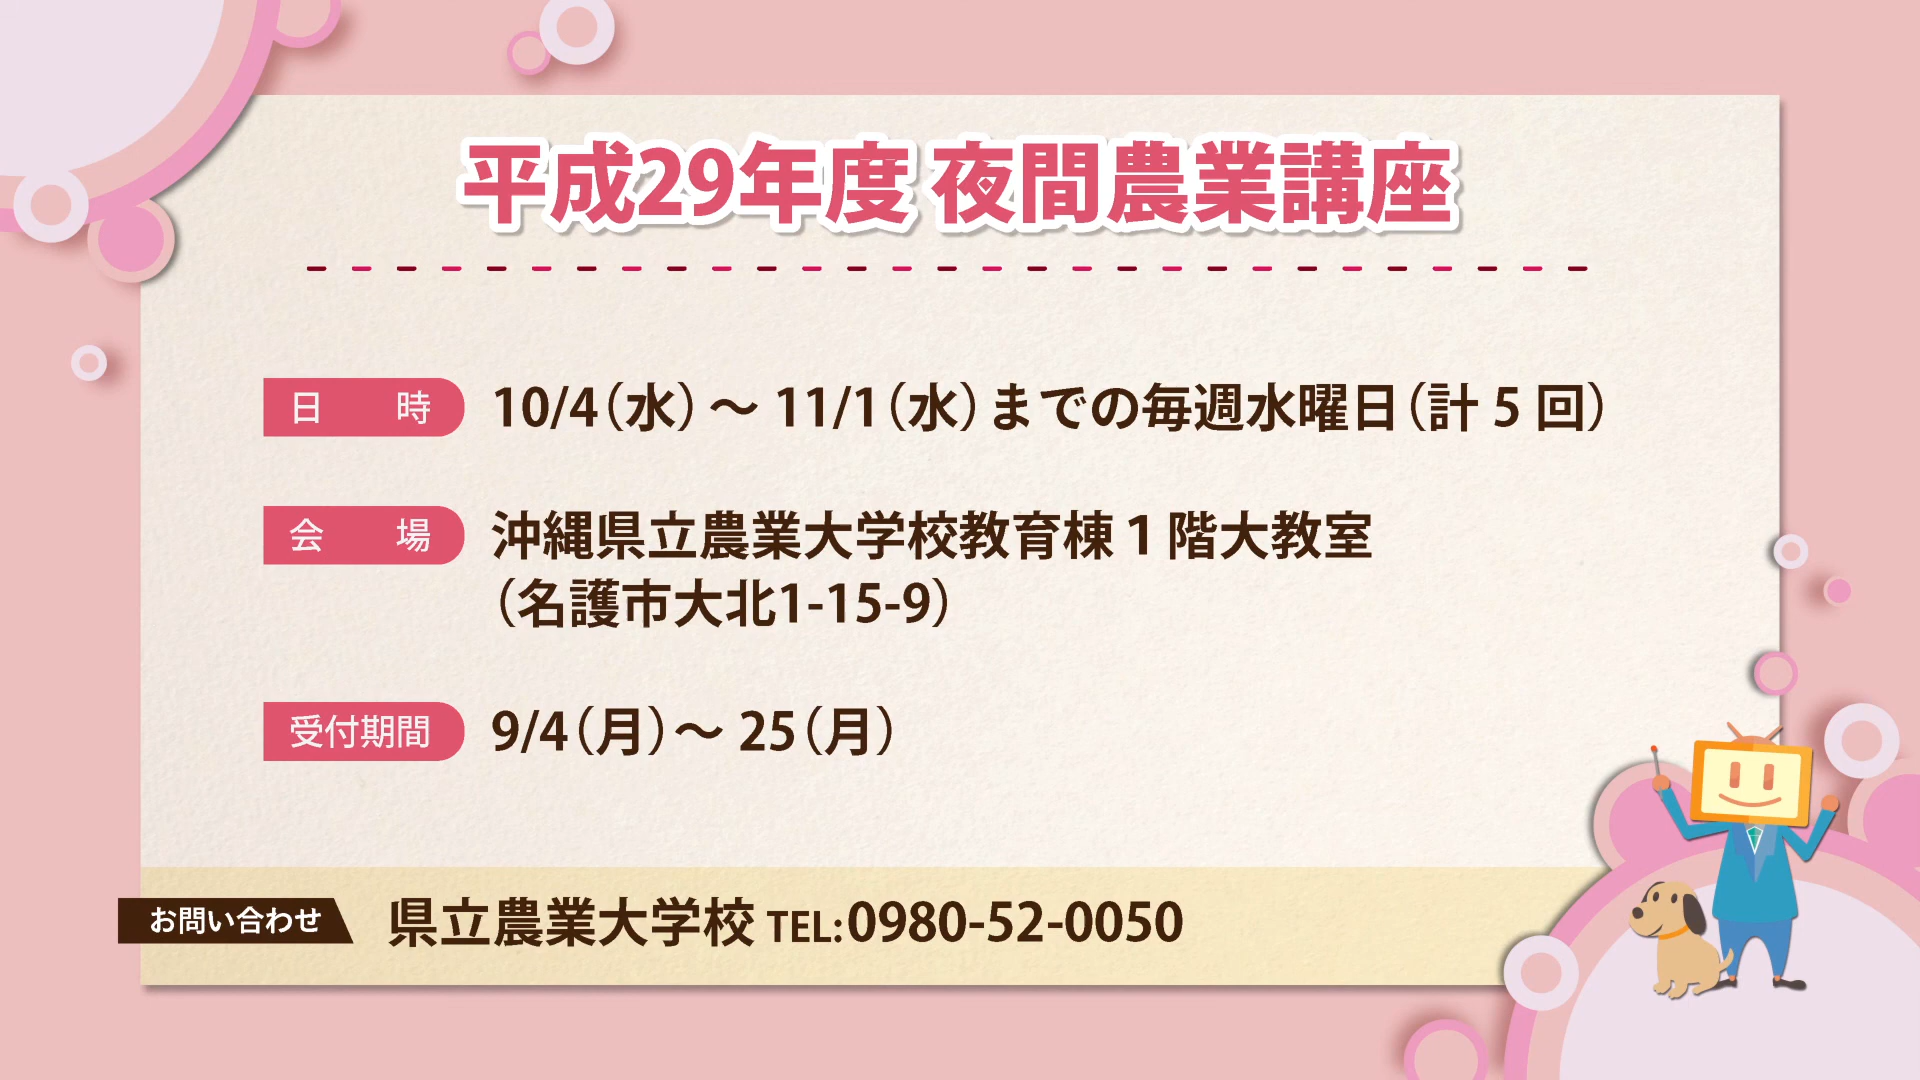 平成29年度 夜間農業講座
日時 10/4（水）～ 11/1（水）までの毎週水曜日（計 5 回）
会場 沖縄県立農業大学校教育棟 1 階大教室
（名護市大北1-15-9）
受付期間 9/4（月）～ 25（月）
お問い合わせ 県立農業大学校 TEL:0980-52-0050